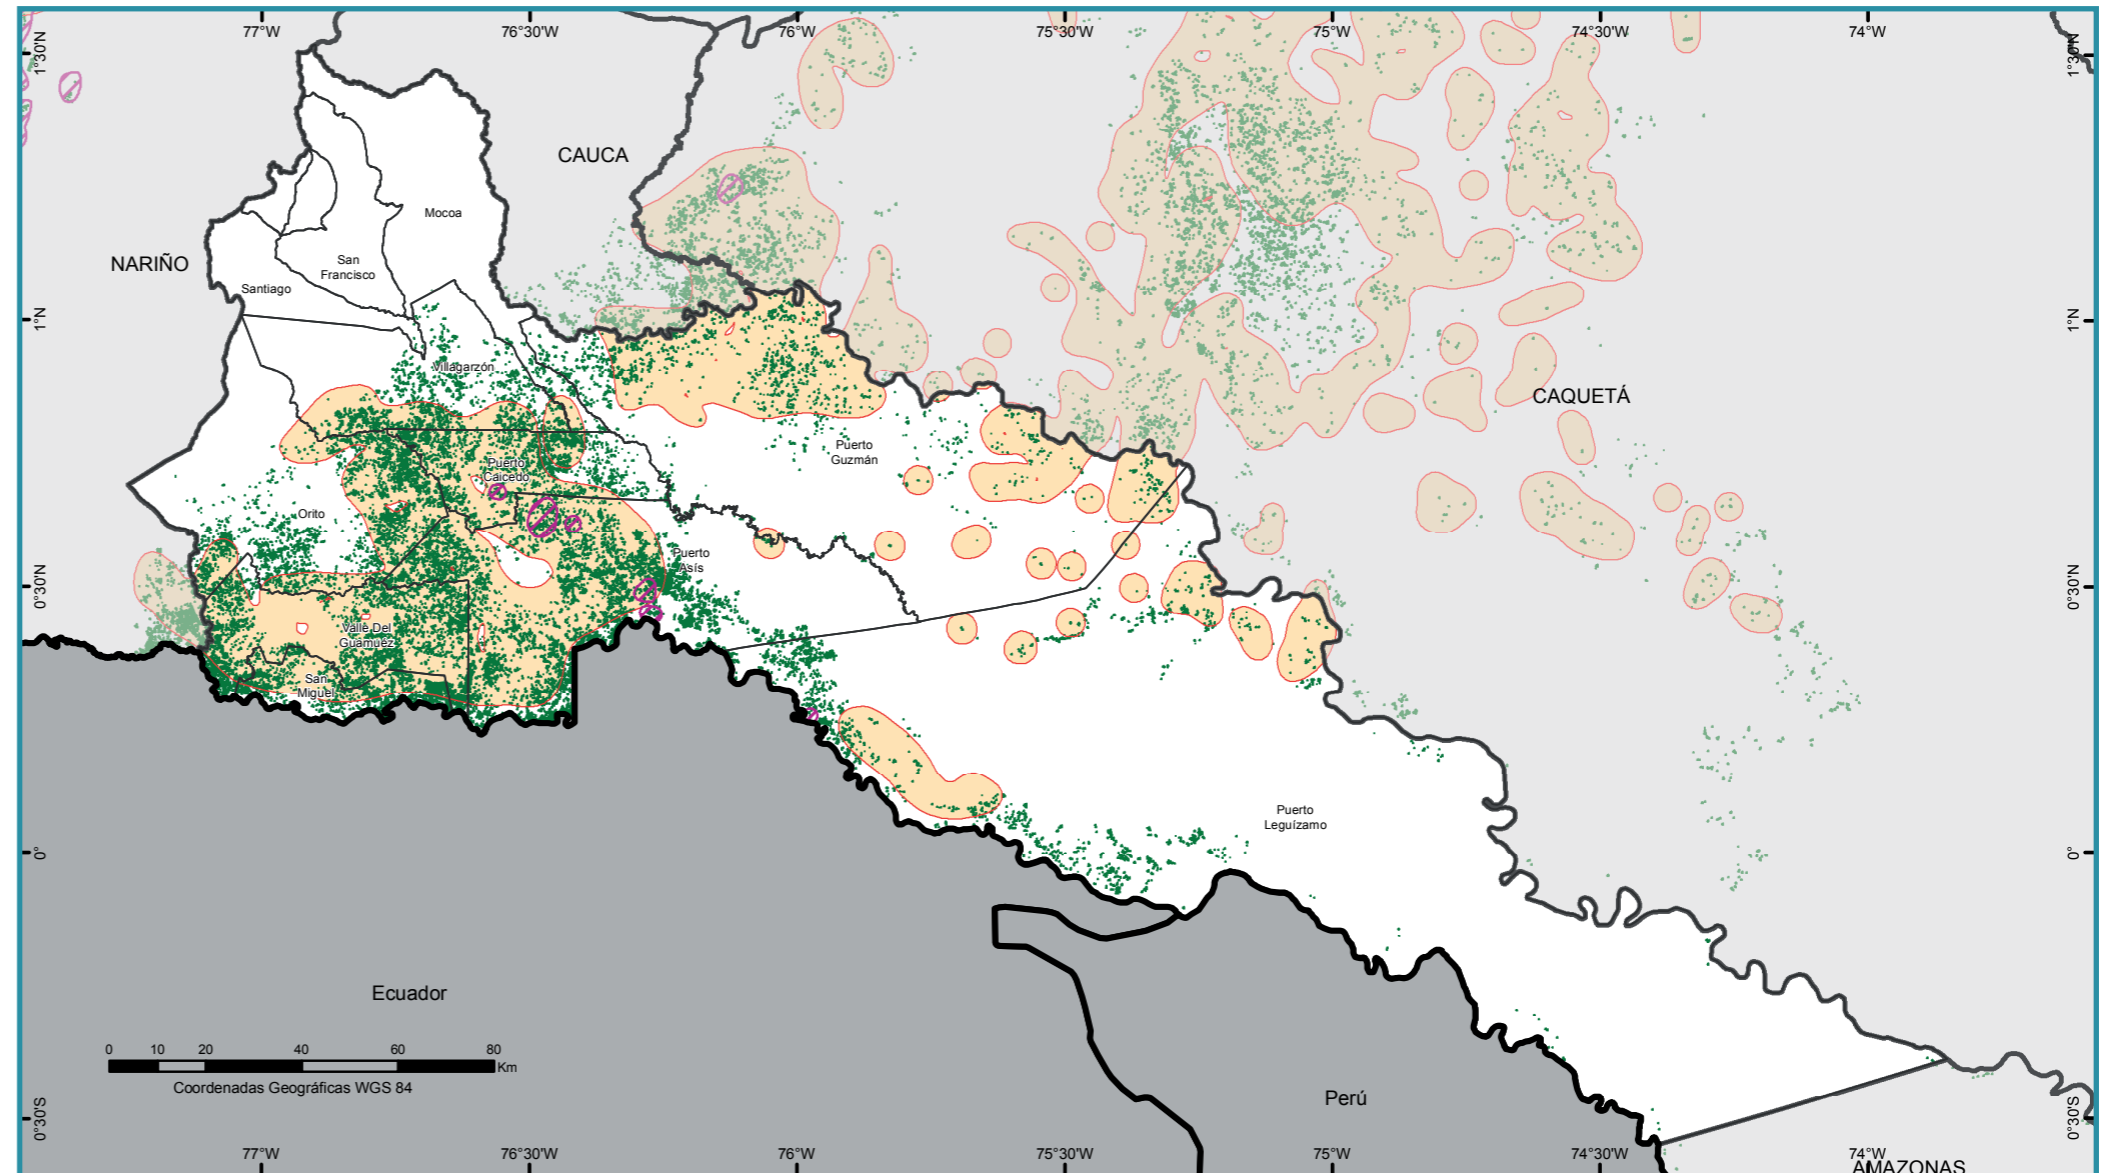 77°W
76°30'W
76°W
75°30'W
75°W
74°30'W
74°W
1°30'N
1°30'N
CAUCA
Mocoa
NARIÑO
San
Francisco
Santiago
1°N
1°N
Villagarzón
CAQUETÁ
Puerto
Guzmán
Puerto
Caicedo
Orito
Puerto
Asís
0°30'N
0°30'N
Valle Del
Guamuez
San
Miguel
Puerto
Leguízamo
0°
0°
Ecuador
0 10 20 40 60 80
Km
Coordenadas Geográficas WGS 84
Perú
0°30'S
0°30'S
77°W
76°30'W
76°W
75°30'W
75°W
74°30'W
74°W
AMAZONAS